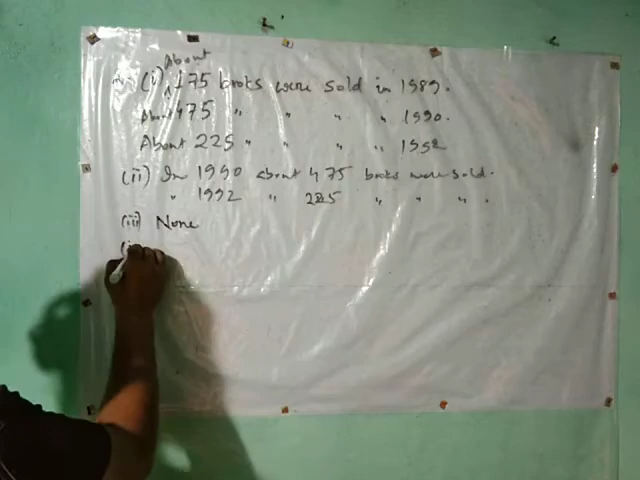 (i) About 175 books were sold in 1989.
About 475 " " " " 1990.
About 225 " " " " 1992
(ii) In 1990 about 475 books were sold.
" 1992 " 225 " " " .
(iii) None
(i